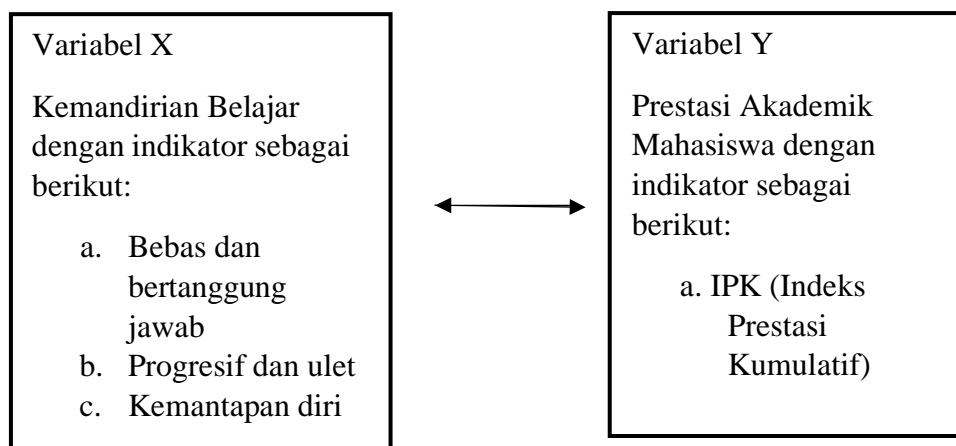 Variabel X
Kemandirian Belajar
dengan indikator sebagai
berikut:
a. Bebas dan
bertanggung
jawab
b. Progresif dan ulet
c. Kemantapan diri
Variabel Y
Prestasi Akademik
Mahasiswa dengan
indikator sebagai
berikut:
a. IPK (Indeks
Prestasi
Kumulatif)